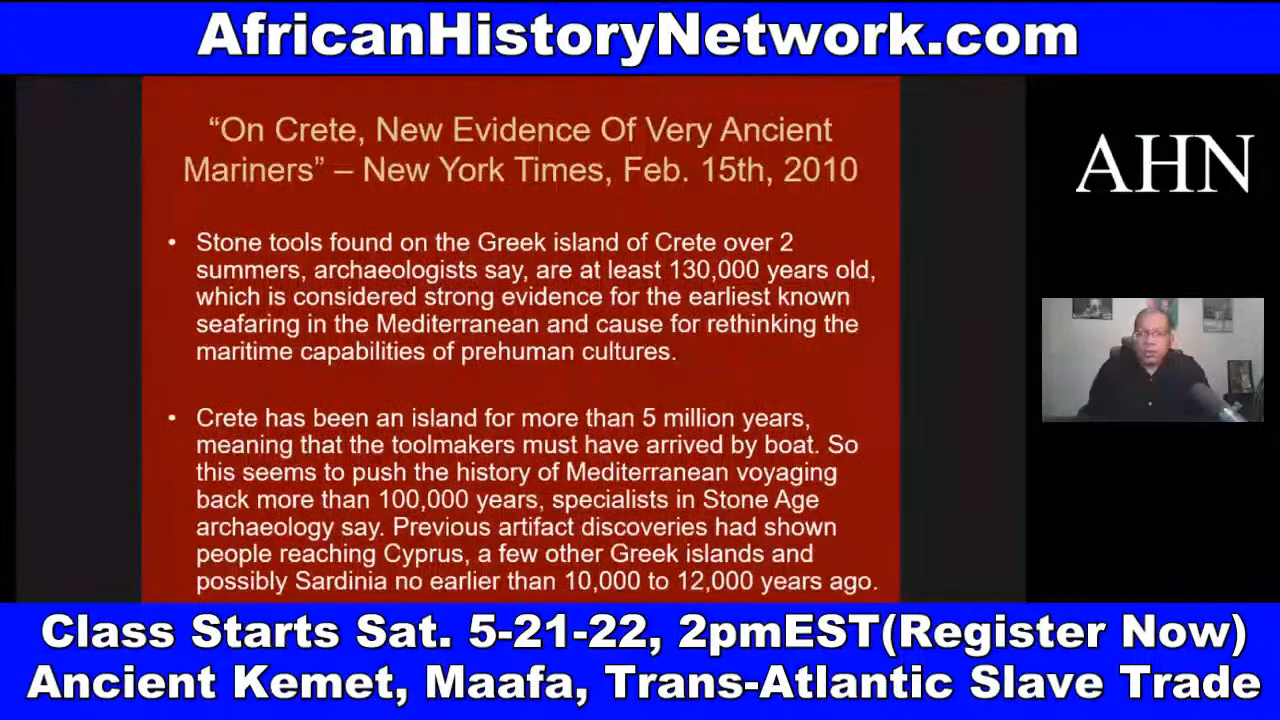 AfricanHistoryNetwork.com
“On Crete, New Evidence Of Very Ancient
Mariners” – New York Times, Feb. 15th, 2010
AHN
• Stone tools found on the Greek island of Crete over 2
summers, archaeologists say, are at least 130,000 years old,
which is considered strong evidence for the earliest known
seafaring in the Mediterranean and cause for rethinking the
maritime capabilities of prehuman cultures.
• Crete has been an island for more than 5 million years,
meaning that the toolmakers must have arrived by boat. So
this seems to push the history of Mediterranean voyaging
back more than 100,000 years, specialists in Stone Age
archaeology say. Previous artifact discoveries had shown
people reaching Cyprus, a few other Greek islands and
possibly Sardinia no earlier than 10,000 to 12,000 years ago.
Class Starts Sat. 5-21-22, 2pmEST(Register Now)
Ancient Kemet, Maafa, Trans-Atlantic Slave Trade